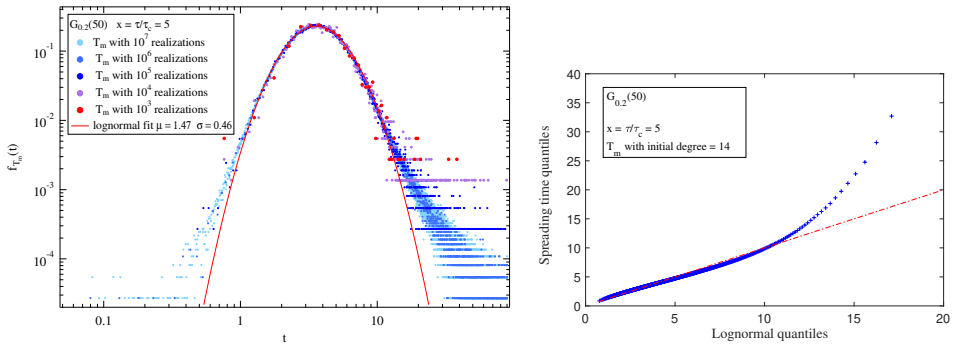 G0.2(50) x = τ/τc = 5
Tm with 10^7 realizations
Tm with 10^6 realizations
Tm with 10^5 realizations
Tm with 10^4 realizations
Tm with 10^3 realizations
lognormal fit μ = 1.47 σ = 0.46
10^-1
10^-2
10^-3
10^-4
fTm(t)
0.1
1
10
t
G0.2(50)
x = τ/τc = 5
Tm with initial degree = 14
40
35
30
25
20
15
10
5
0
Spreading time quantiles
0
5
10
15
20
Lognormal quantiles